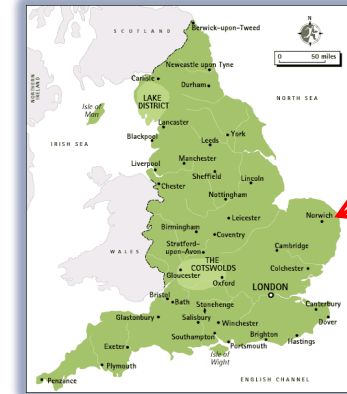 SCOTLAND
Berwick-upon-Tweed
N
0 50 miles
Newcastle upon Tyne
Carlisle
Durham
NORTHERN
IRELAND
LAKE
DISTRICT
NORTH SEA
Isle of
Man
Lancaster
York
Blackpool
Leeds
IRISH SEA
Manchester
Liverpool
Sheffield
Lincoln
Chester
Nottingham
Norwich
Leicester
Birmingham
Coventry
Stratford-
upon-Avon
Cambridge
WALES
THE
COTSWOLDS
Colchester
Gloucester
Oxford
LONDON
Bristol
Bath
Stonehenge
Canterbury
Glastonbury
Salisbury
Winchester
Dover
Southampton
Brighton
Hastings
Portsmouth
Exeter
Isle of
Wight
Plymouth
Penzance
ENGLISH CHANNEL